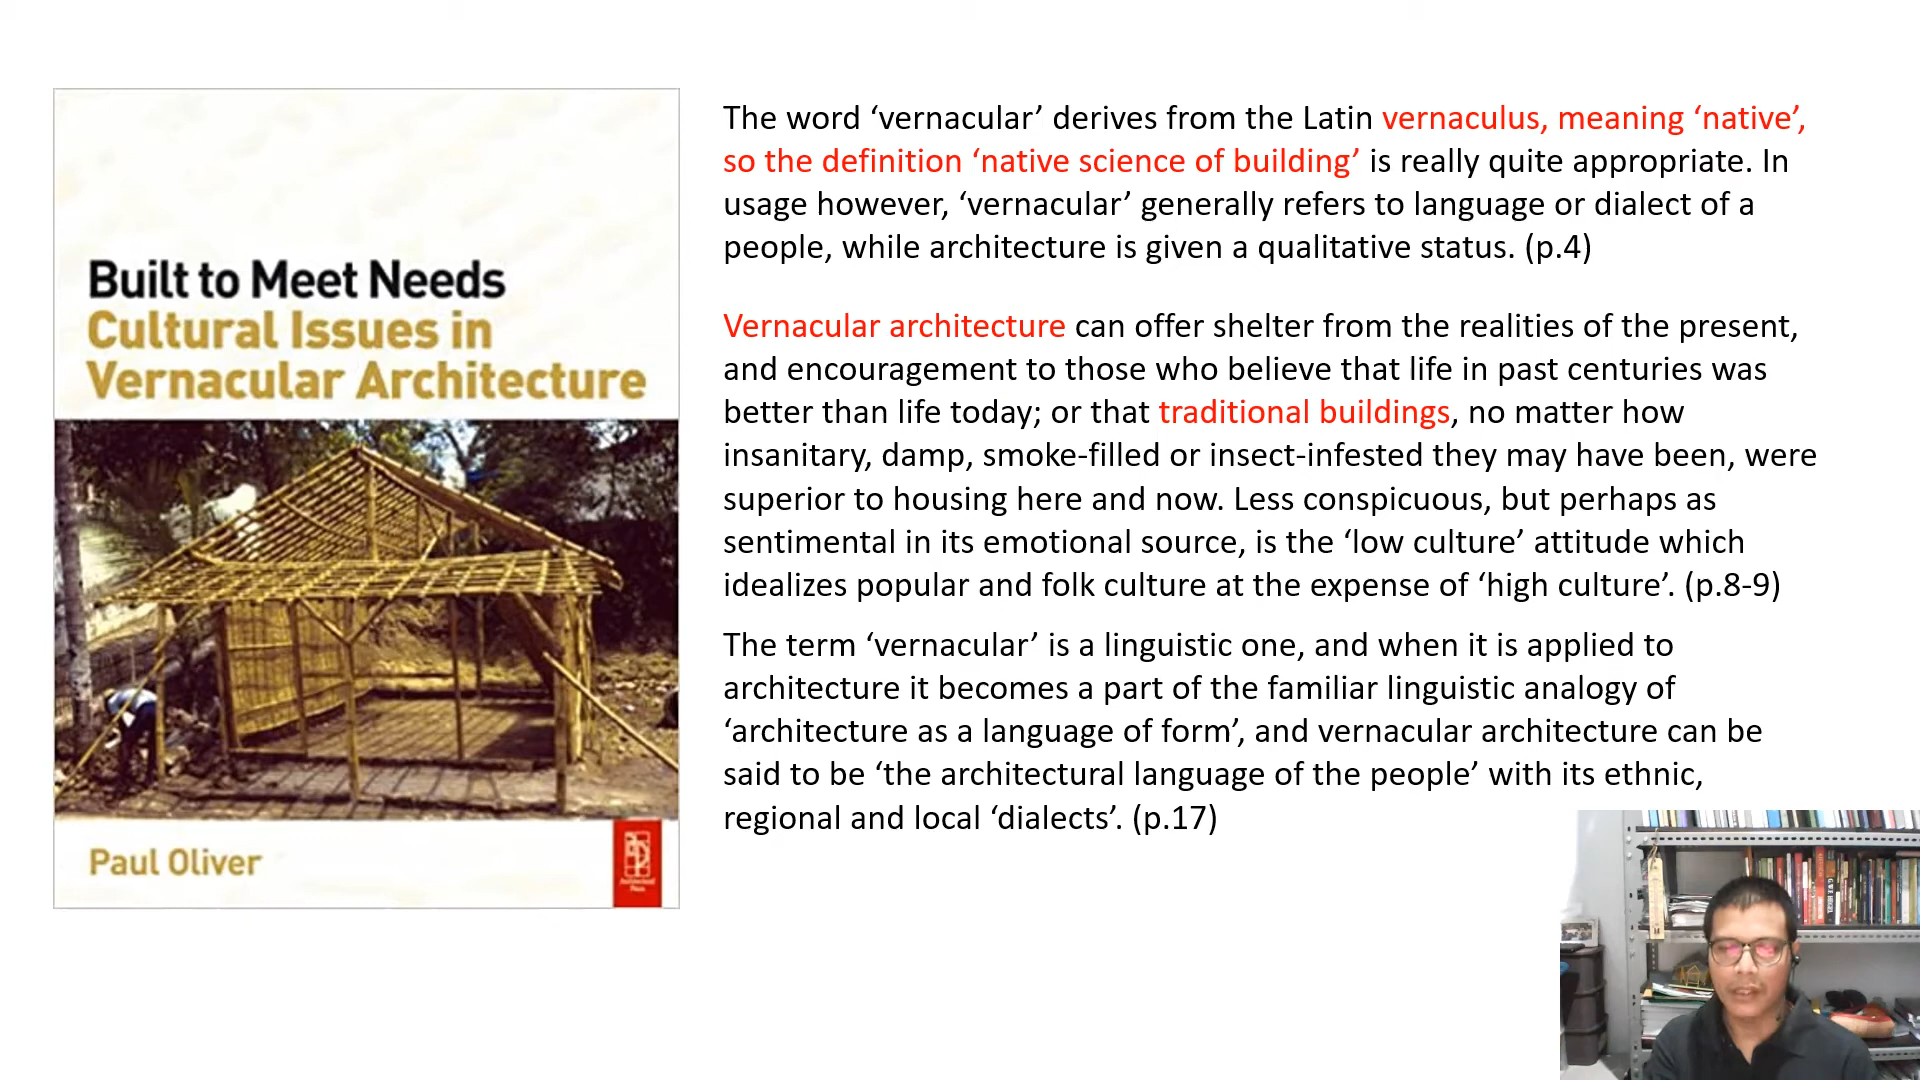 Built to Meet Needs
Cultural Issues in
Vernacular Architecture
Paul Oliver
Architectural
Press
The word ‘vernacular’ derives from the Latin vernaculus, meaning ‘native’,
so the definition ‘native science of building’ is really quite appropriate. In
usage however, ‘vernacular’ generally refers to language or dialect of a
people, while architecture is given a qualitative status. (p.4)
Vernacular architecture can offer shelter from the realities of the present,
and encouragement to those who believe that life in past centuries was
better than life today; or that traditional buildings, no matter how
insanitary, damp, smoke-filled or insect-infested they may have been, were
superior to housing here and now. Less conspicuous, but perhaps as
sentimental in its emotional source, is the ‘low culture’ attitude which
idealizes popular and folk culture at the expense of ‘high culture’. (p.8-9)
The term ‘vernacular’ is a linguistic one, and when it is applied to
architecture it becomes a part of the familiar linguistic analogy of
‘architecture as a language of form’, and vernacular architecture can be
said to be ‘the architectural language of the people’ with its ethnic,
regional and local ‘dialects’. (p.17)